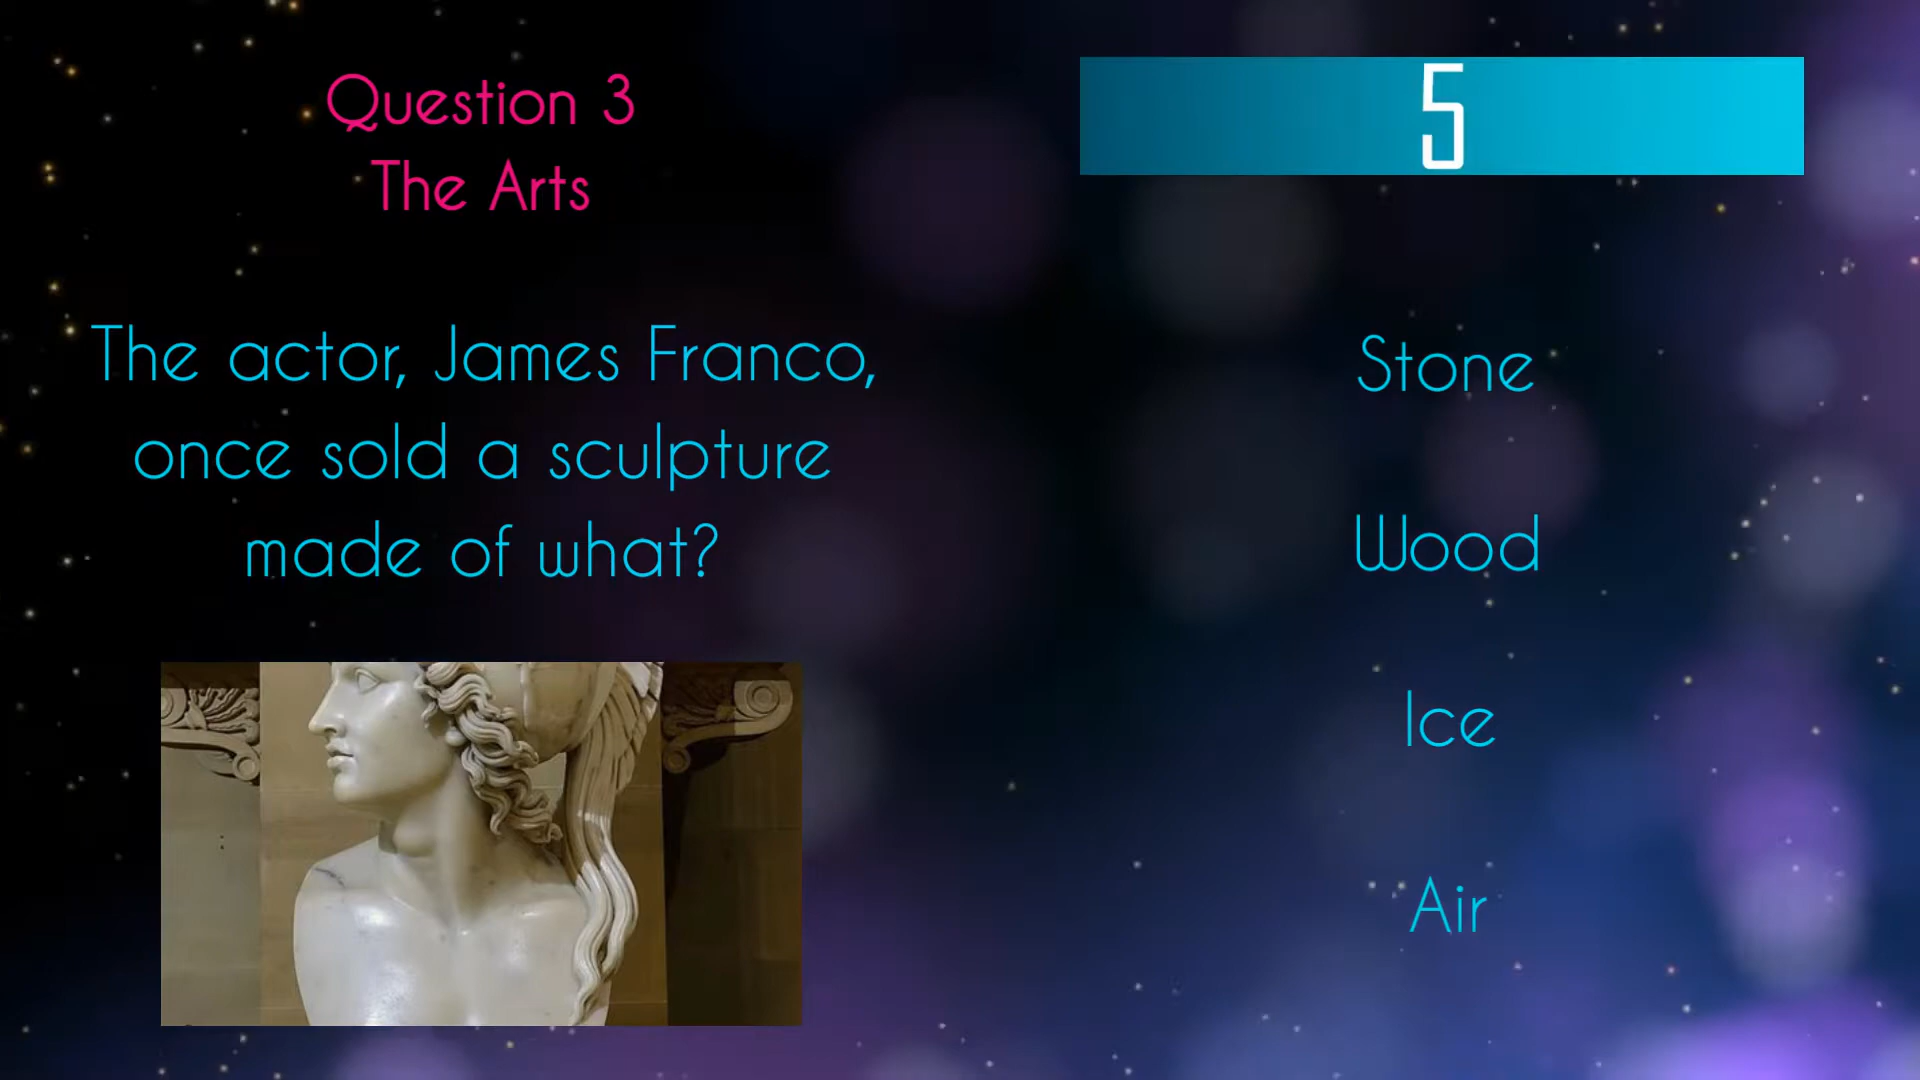 Question 3
The Arts
5
The actor, James Franco,
once sold a sculpture
made of what?
Stone
Wood
Ice
Air